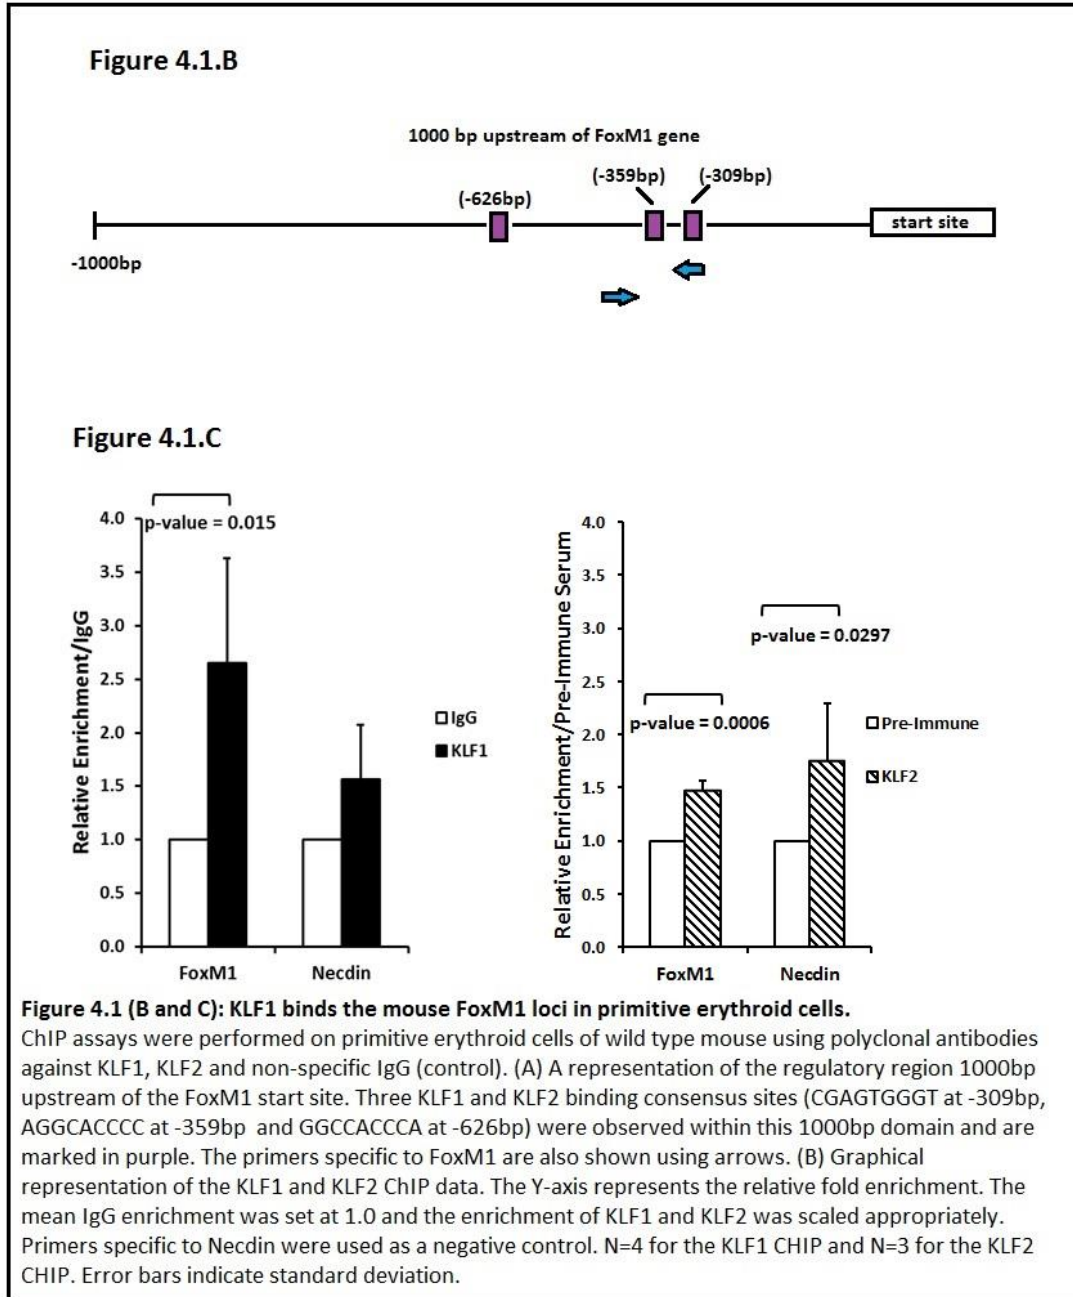 Figure 4.1.B
1000 bp upstream of FoxM1 gene
(-626bp)
(-359bp)
(-309bp)
start site
-1000bp
Figure 4.1.C
p-value = 0.015
4.0
3.5
3.0
2.5
2.0
1.5
1.0
0.5
0.0
Relative Enrichment/IgG
IgG
KLF1
FoxM1
Necdin
4.0
3.5
3.0
2.5
2.0
1.5
1.0
0.5
0.0
Relative Enrichment/Pre-Immune Serum
p-value = 0.0297
p-value = 0.0006
Pre-Immune
KLF2
FoxM1
Necdin
Figure 4.1 (B and C): KLF1 binds the mouse FoxM1 loci in primitive erythroid cells.
ChIP assays were performed on primitive erythroid cells of wild type mouse using polyclonal antibodies
against KLF1, KLF2 and non-specific IgG (control). (A) A representation of the regulatory region 1000bp
upstream of the FoxM1 start site. Three KLF1 and KLF2 binding consensus sites (CGAGTGGGT at -309bp,
AGGCACCCC at -359bp and GGCCACCCA at -626bp) were observed within this 1000bp domain and are
marked in purple. The primers specific to FoxM1 are also shown using arrows. (B) Graphical
representation of the KLF1 and KLF2 ChIP data. The Y-axis represents the relative fold enrichment. The
mean IgG enrichment was set at 1.0 and the enrichment of KLF1 and KLF2 was scaled appropriately.
Primers specific to Necdin were used as a negative control. N=4 for the KLF1 CHIP and N=3 for the KLF2
CHIP. Error bars indicate standard deviation.